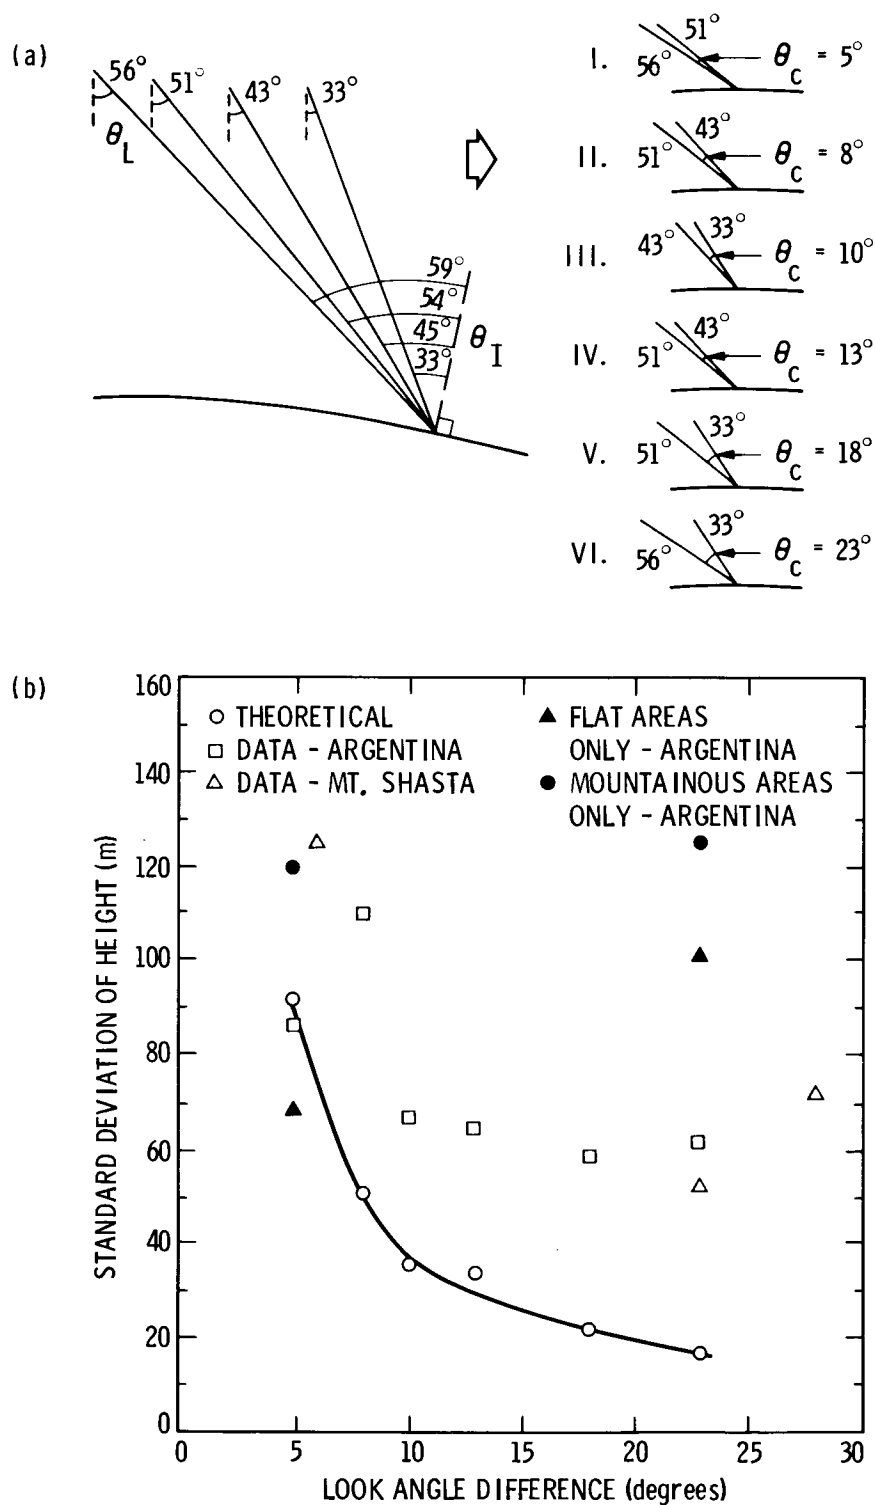 (a)
56°
51°
43°
33°
θL
59°
54°
45°
33°
θI
I. 56° 51° θc = 5°
II. 51° 43° θc = 8°
III. 43° 33° θc = 10°
IV. 51° 43° θc = 13°
V. 51° 33° θc = 18°
VI. 56° 33° θc = 23°
(b)
STANDARD DEVIATION OF HEIGHT (m)
160
140
120
100
80
60
40
20
0
THEORETICAL
DATA - ARGENTINA
DATA - MT. SHASTA
FLAT AREAS
ONLY - ARGENTINA
MOUNTAINOUS AREAS
ONLY - ARGENTINA
0 5 10 15 20 25 30
LOOK ANGLE DIFFERENCE (degrees)